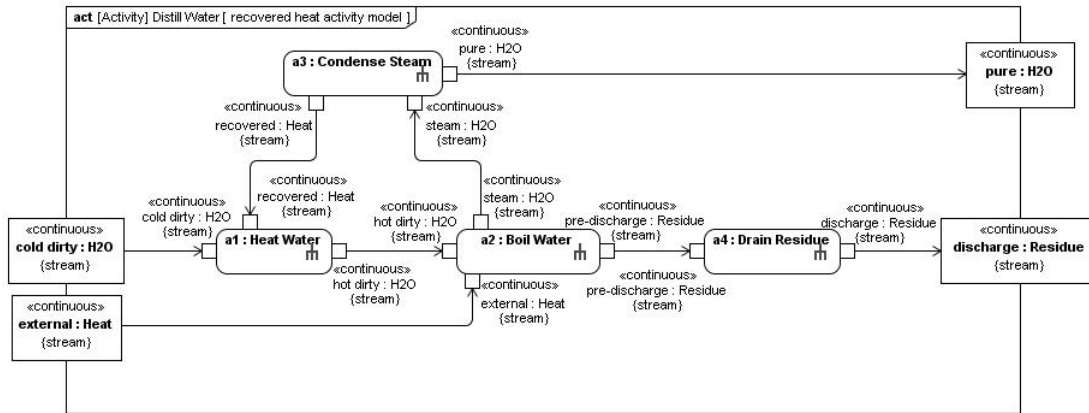 act [Activity] Distill Water [ recovered heat activity model ]
«continuous»
pure : H2O
{stream}
a3 : Condense Steam
«continuous»
pure : H2O
{stream}
«continuous»
recovered : Heat
{stream}
«continuous»
steam : H2O
{stream}
«continuous»
recovered : Heat
{stream}
«continuous»
steam : H2O
{stream}
«continuous»
cold dirty : H2O
{stream}
«continuous»
hot dirty : H2O
{stream}
«continuous»
pre-discharge : Residue
{stream}
«continuous»
discharge : Residue
{stream}
«continuous»
cold dirty : H2O
{stream}
a1 : Heat Water
a2 : Boil Water
a4 : Drain Residue
«continuous»
discharge : Residue
{stream}
«continuous»
hot dirty : H2O
{stream}
«continuous»
external : Heat
{stream}
«continuous»
pre-discharge : Residue
{stream}
«continuous»
external : Heat
{stream}